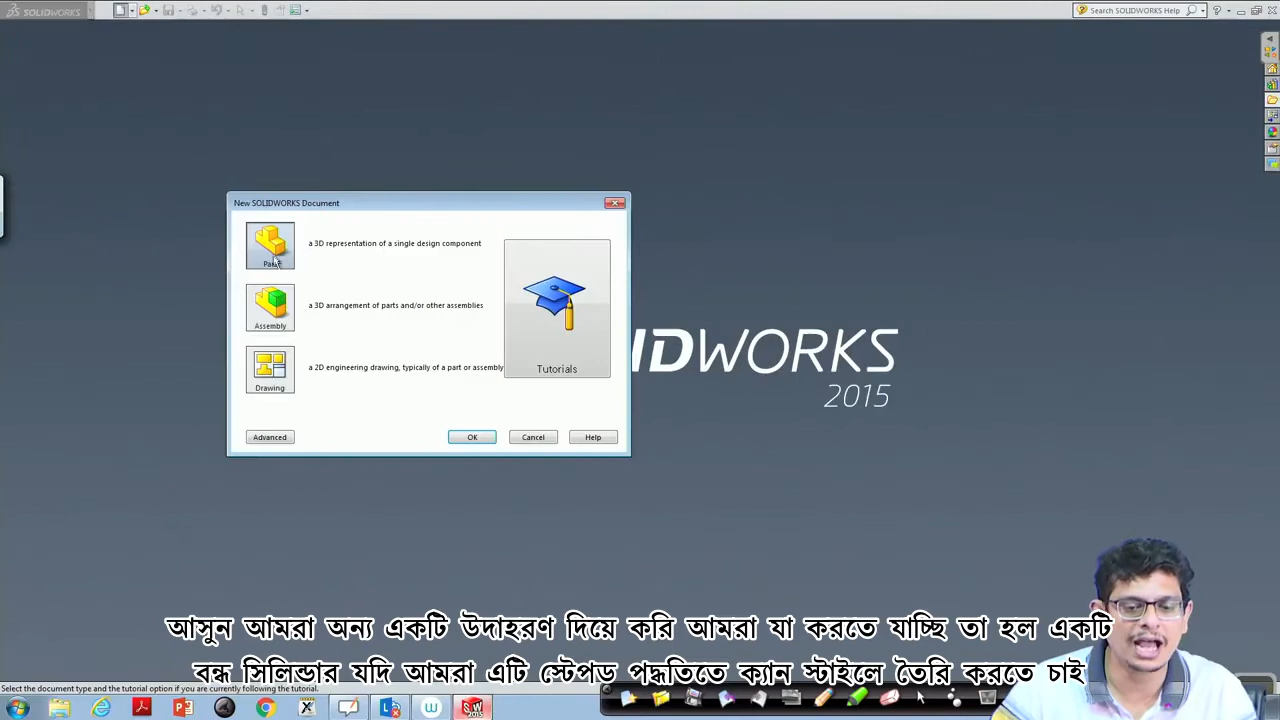 SOLIDWORKS
Search SOLIDWORKS Help
New SOLIDWORKS Document
a 3D representation of a single design component
a 3D arrangement of parts and/or other assemblies
Assembly
a 2D engineering drawing, typically of a part or assembly
Drawing
Tutorials
Advanced
OK
Cancel
Help
IDWORKS
2015
আসুন আমরা অন্য একটি উদাহরণ দিয়ে করি আমরা যা করতে যাচ্ছি তা হল একটি
বন্ধ সিলিন্ডার যদি আমরা এটি স্টেপড পদ্ধতিতে ক্যান স্টাইলে তৈরি করতে চাই
Select the document type and the tutorial option if you are currently following the tutorial.